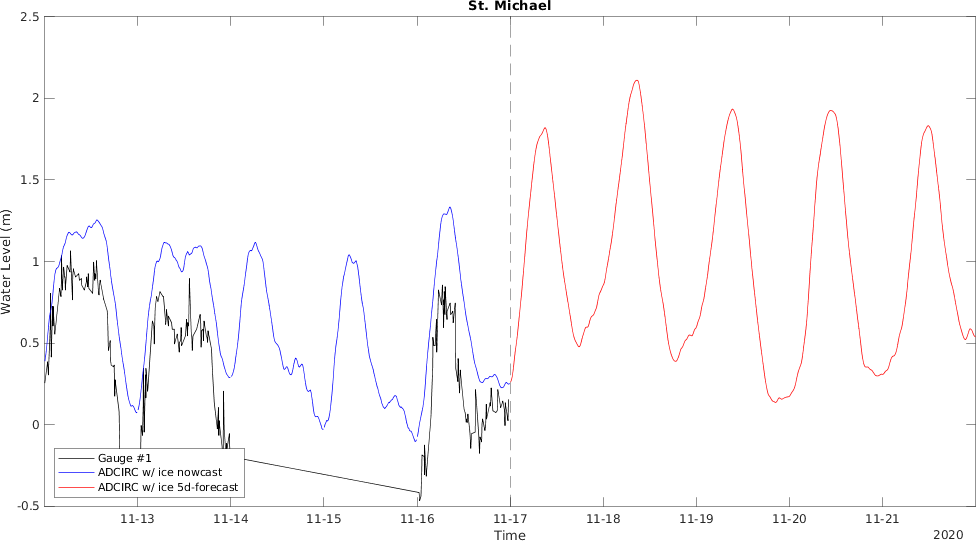 St. Michael
2.5
2
1.5
1
0.5
0
-0.5
Water Level (m)
Gauge #1
ADCIRC w/ ice nowcast
ADCIRC w/ ice 5d-forecast
11-13
11-14
11-15
11-16
11-17
11-18
11-19
11-20
11-21
Time
2020